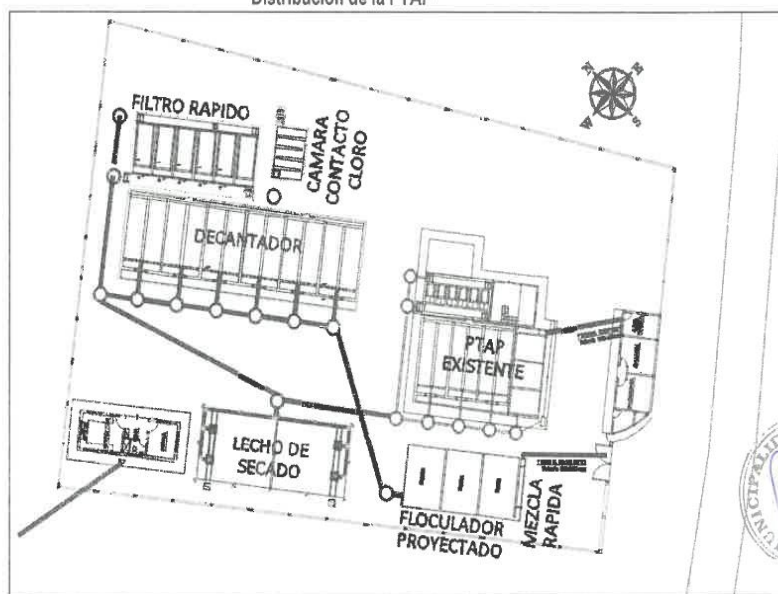 Distribución de la PTAP
FILTRO RAPIDO
CAMARA
CONTACTO
CLORO
DECANTADOR
PTAP
EXISTENTE
LECHO DE
SECADO
FLOCULADOR
PROYECTADO
MEZCLA
RAPIDA